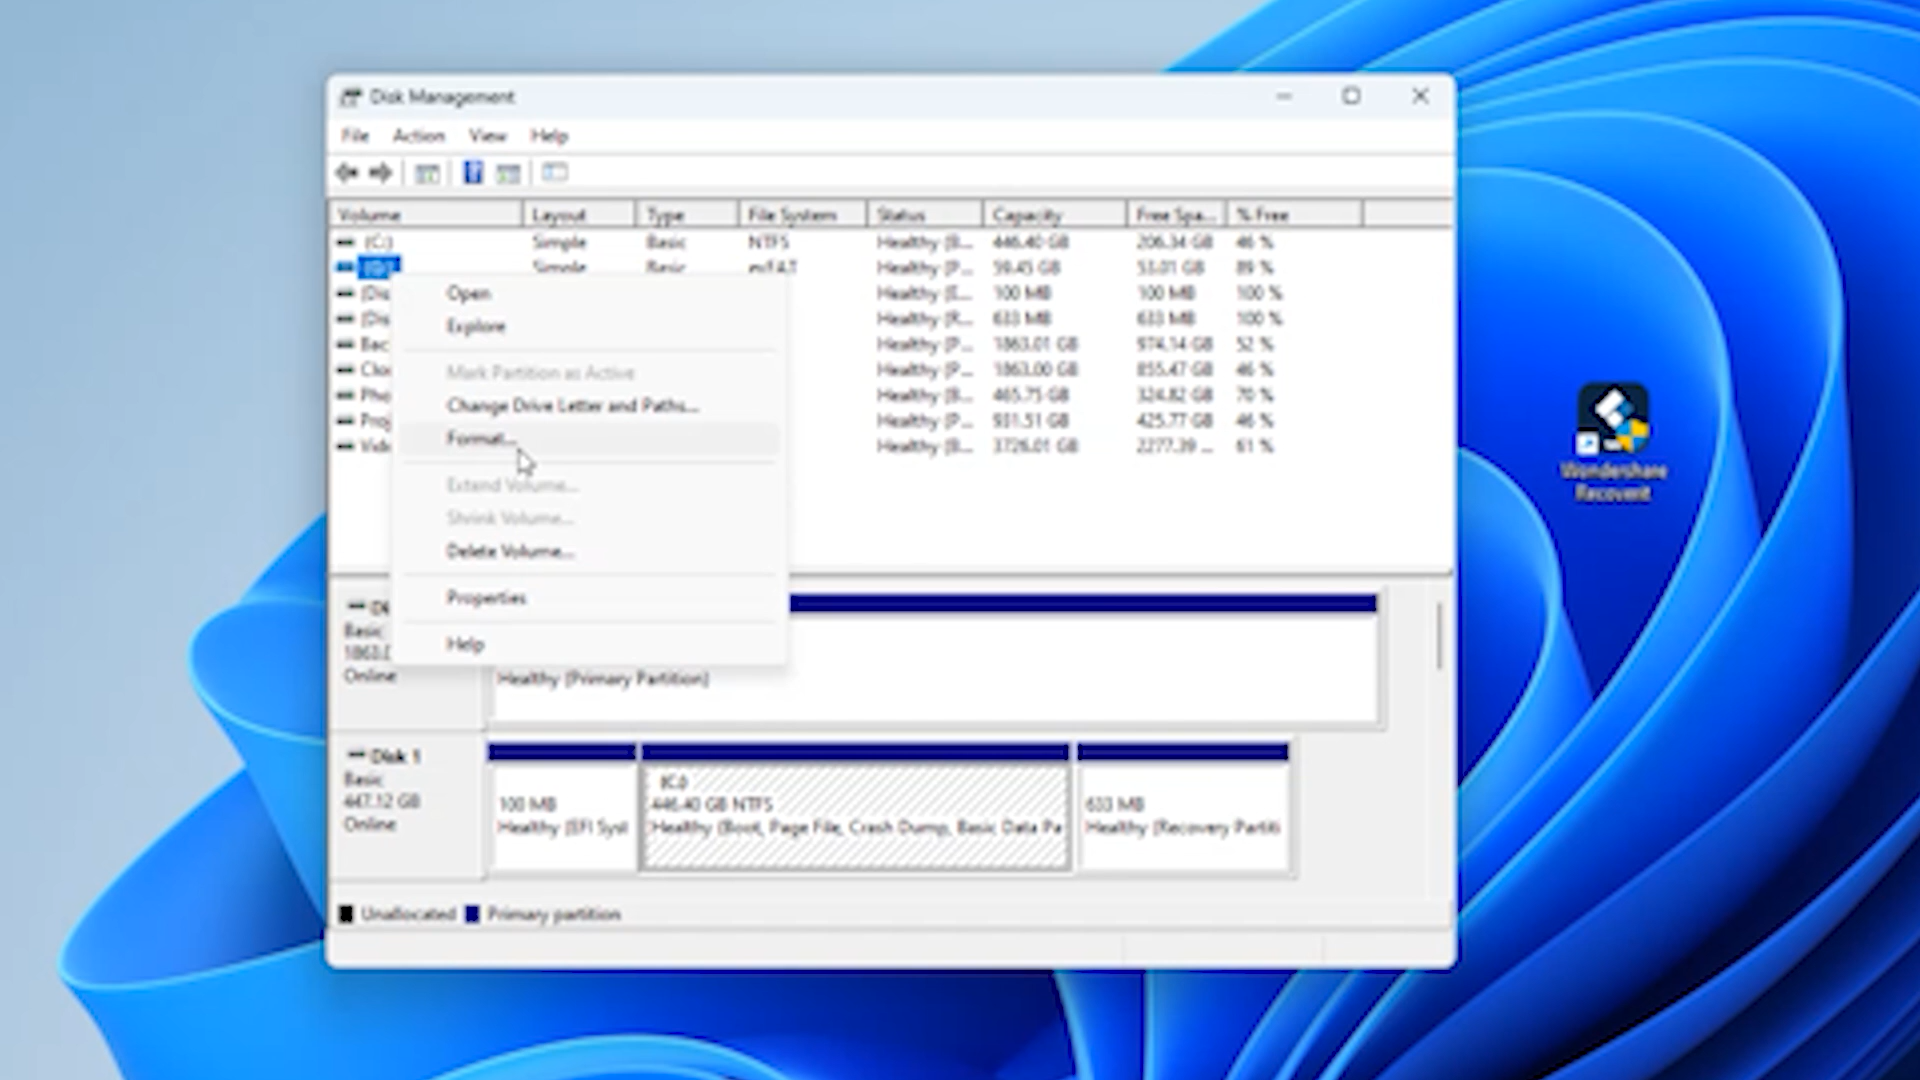 Disk Management
File Action View Help
Volume Layout Type File System Status Capacity Free Spa... % Free
(C:) Simple Basic NTFS Healthy (B... 446.40 GB 206.34 GB 46 %
Simple Basic exFAT Healthy (P... 59.45 GB 53.01 GB 89 %
(Dis Healthy (E... 100 MB 100 MB 100 %
(Dis Healthy (R... 633 MB 633 MB 100 %
Bac Healthy (P... 1863.01 GB 974.14 GB 52 %
Clo Healthy (P... 1863.00 GB 855.47 GB 46 %
Pho Healthy (B... 465.75 GB 324.82 GB 70 %
Proj Healthy (P... 931.51 GB 425.77 GB 46 %
Vide Healthy (B... 3726.01 GB 2277.39 ... 61 %
Open
Explore
Mark Partition as Active
Change Drive Letter and Paths...
Format...
Extend Volume...
Shrink Volume...
Delete Volume...
Properties
Help
Basic
Online
Healthy (Primary Partition)
Disk 1
Basic
447.12 GB
Online
100 MB
Healthy (EFI Syst
(C:)
446.40 GB NTFS
Healthy (Boot, Page File, Crash Dump, Basic Data Pa
633 MB
Healthy (Recovery Partiti
Unallocated Primary partition
Wondershare
Recoverit